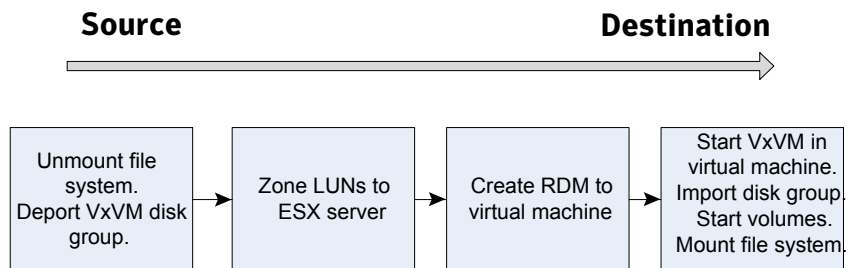 Source
Destination
Unmount file
system.
Deport VxVM disk
group.
Zone LUNs to
ESX server
Create RDM to
virtual machine
Start VxVM in
virtual machine.
Import disk group.
Start volumes.
Mount file system.